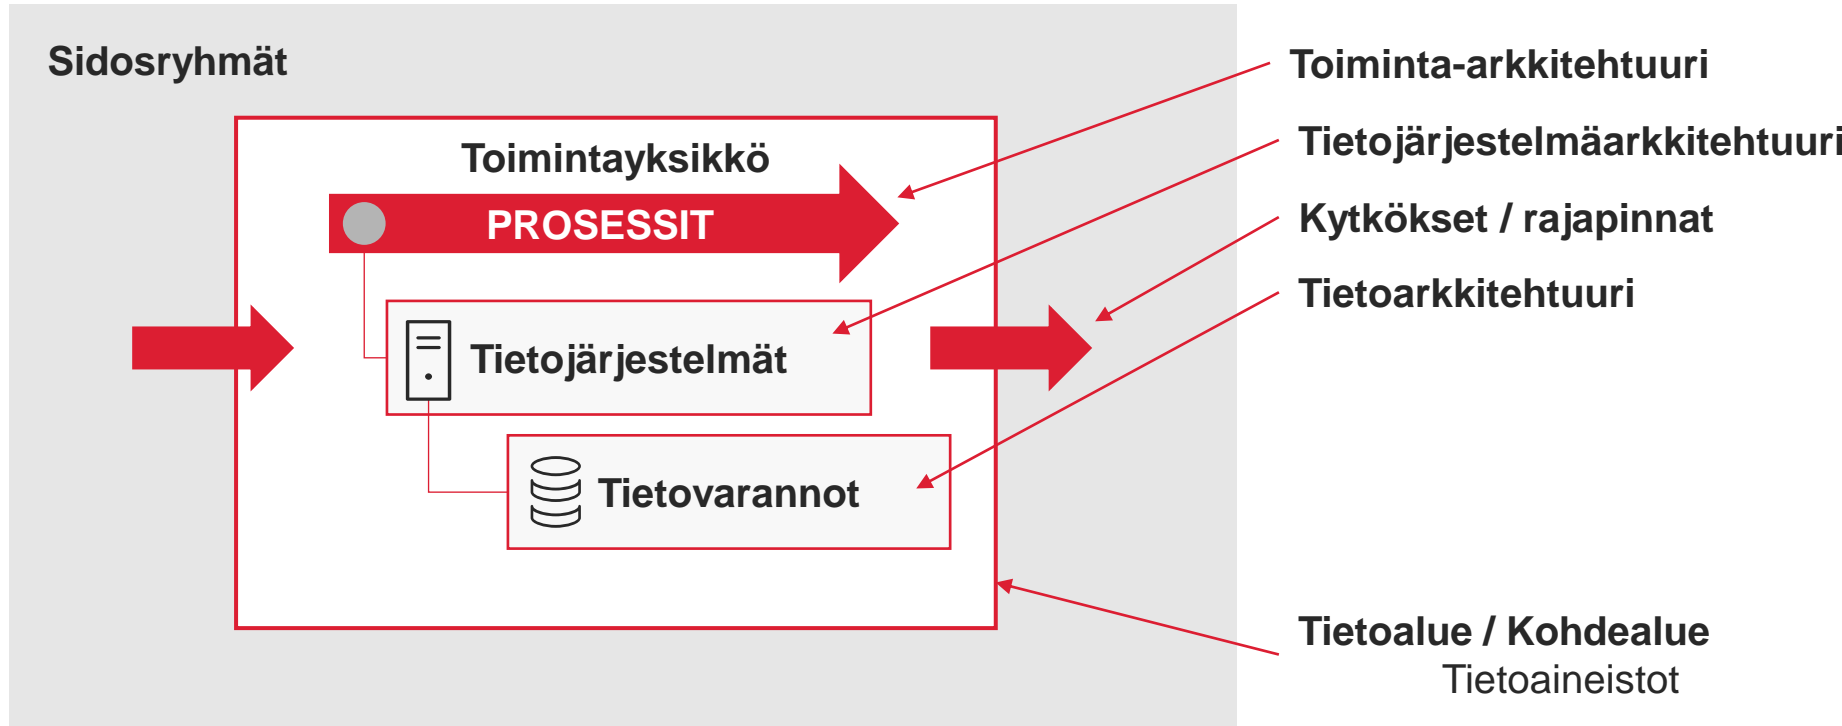 Sidosryhmät
Toimintayksikkö
PROSESSIT
Tietojärjestelmät
Tietovarannot
Toiminta-arkkitehtuuri
Tietojärjestelmäarkkitehtuuri
Kytkökset / rajapinnat
Tietoarkkitehtuuri
Tietoalue / Kohdealue
Tietoaineistot